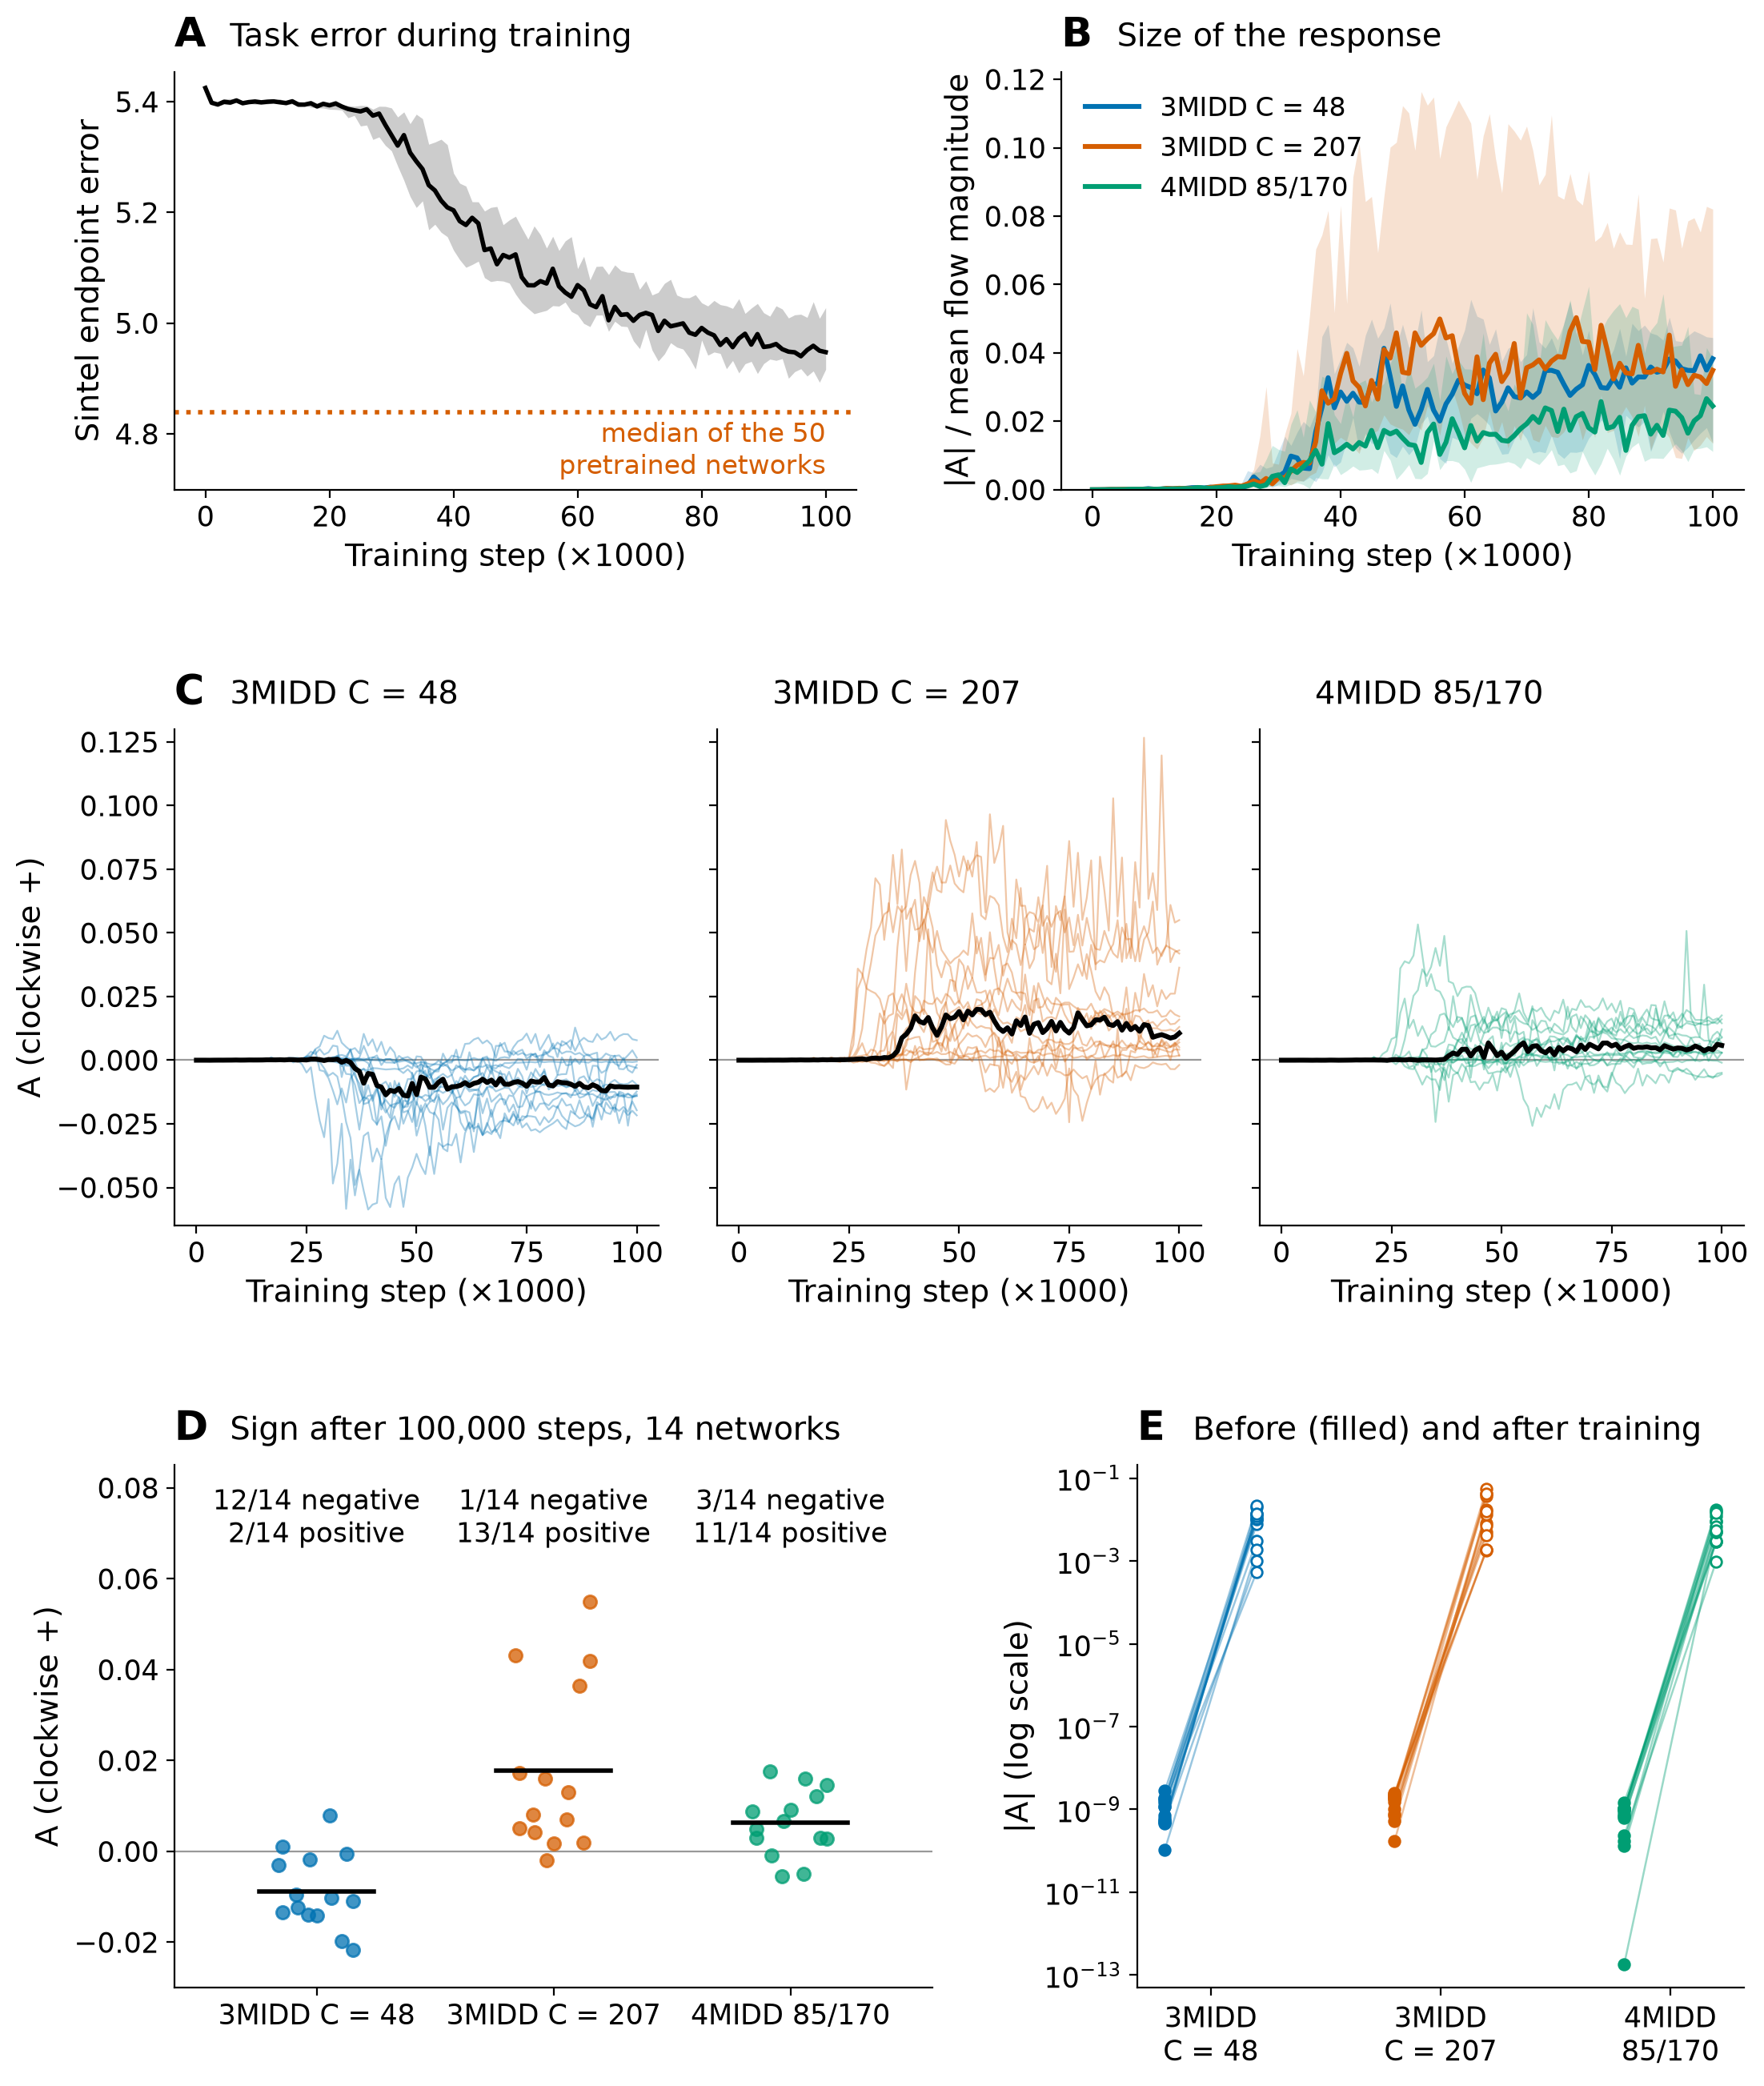 A Task error during training
Sintel endpoint error
5.4
5.2
5.0
4.8
median of the 50
pretrained networks
0 20 40 60 80 100
Training step (×1000)
B Size of the response
|A| / mean flow magnitude
0.12
0.10
0.08
0.06
0.04
0.02
0.00
3MIDD C = 48
3MIDD C = 207
4MIDD 85/170
0 20 40 60 80 100
Training step (×1000)
C 3MIDD C = 48
A (clockwise +)
0.125
0.100
0.075
0.050
0.025
0.000
−0.025
−0.050
0 25 50 75 100
Training step (×1000)
3MIDD C = 207
0 25 50 75 100
Training step (×1000)
4MIDD 85/170
0 25 50 75 100
Training step (×1000)
D Sign after 100,000 steps, 14 networks
A (clockwise +)
0.08
0.06
0.04
0.02
0.00
−0.02
12/14 negative
2/14 positive
1/14 negative
13/14 positive
3/14 negative
11/14 positive
3MIDD C = 48 3MIDD C = 207 4MIDD 85/170
E Before (filled) and after training
|A| (log scale)
10⁻¹
10⁻³
10⁻⁵
10⁻⁷
10⁻⁹
10⁻¹¹
10⁻¹³
3MIDD
C = 48
3MIDD
C = 207
4MIDD
85/170